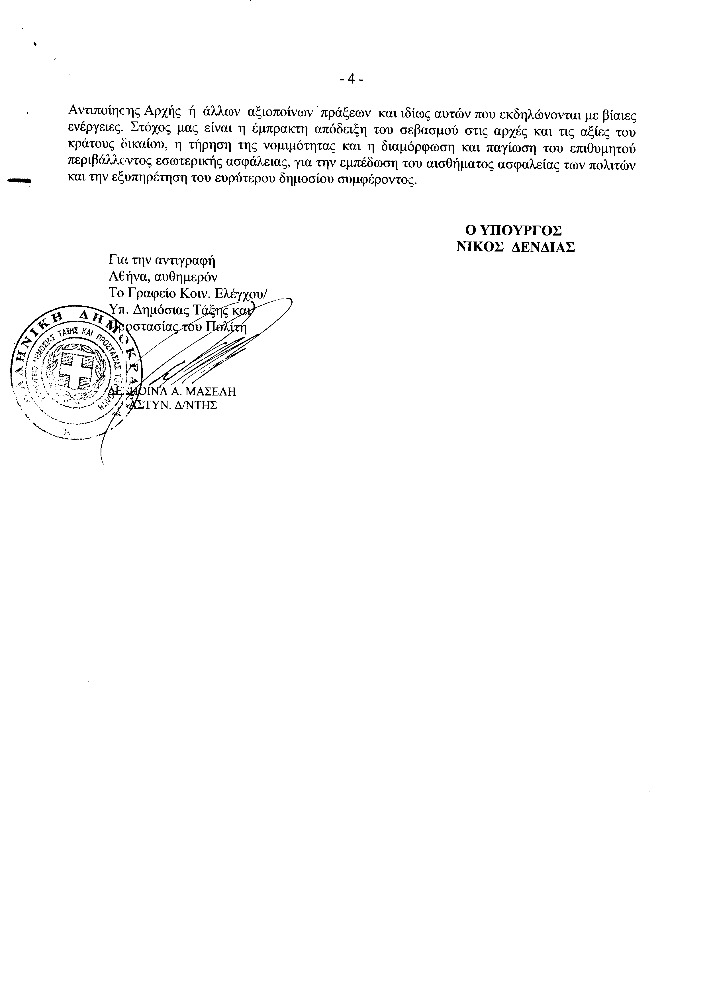 - 4 -
Αντιποίησης Αρχής ή άλλων αξιοποίνων πράξεων και ιδίως αυτών που εκδηλώνονται με βίαιες
ενέργειες. Στόχος μας είναι η έμπρακτη απόδειξη του σεβασμού στις αρχές και τις αξίες του
κράτους δικαίου, η τήρηση της νομιμότητας και η διαμόρφωση και παγίωση του επιθυμητού
περιβάλλοντος εσωτερικής ασφάλειας, για την εμπέδωση του αισθήματος ασφαλείας των πολιτών
και την εξυπηρέτηση του ευρύτερου δημοσίου συμφέροντος.
Ο ΥΠΟΥΡΓΟΣ
ΝΙΚΟΣ ΔΕΝΔΙΑΣ
Για την αντιγραφή
Αθήνα, αυθημερόν
Το Γραφείο Κοιν. Ελέγχου/
Υπ. Δημόσιας Τάξης και
Προστασίας του Πολίτη
ΕΛΛΗΝΙΚΗ ΔΗΜΟΚΡΑΤΙΑ
ΥΠΟΥΡΓΕΙΟ ΔΗΜΟΣΙΑΣ ΤΑΞΗΣ ΚΑΙ ΠΡΟΣΤΑΣΙΑΣ ΤΟΥ ΠΟΛΙΤΗ
ΔΕΣΠΟΙΝΑ Α. ΜΑΣΕΛΗ
ΑΣΤΥΝ. Δ/ΝΤΗΣ